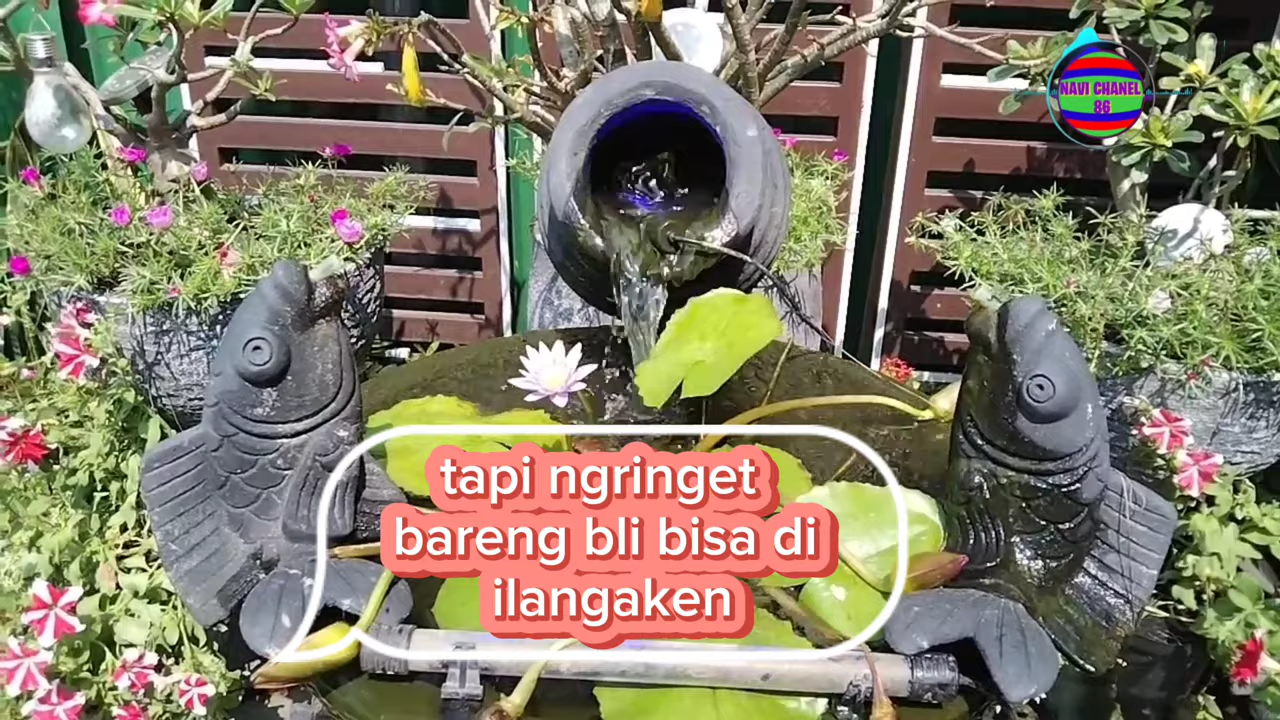 NAVI CHANEL
86
tapi ngringet
bareng bli bisa di
ilangaken